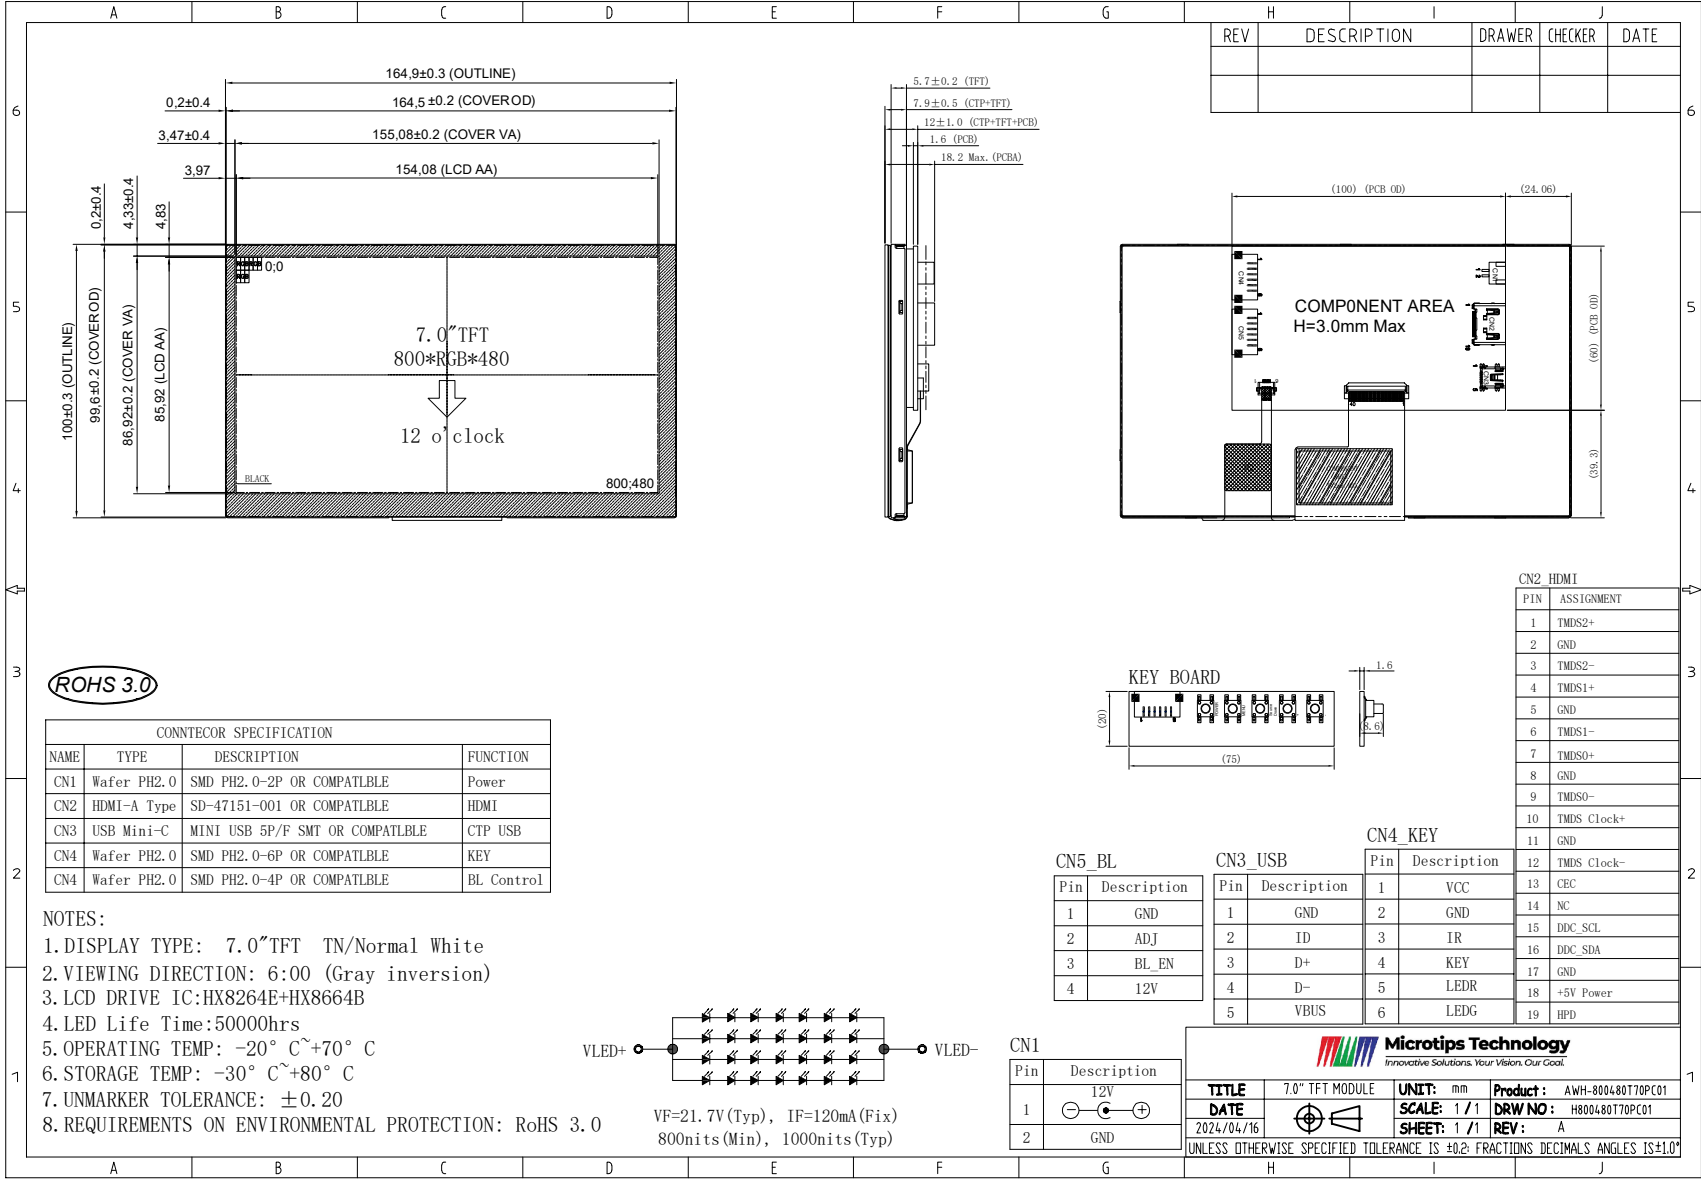 A B C D E F G H I J
REV DESCRIPTION DRAWER CHECKER DATE
6
5
4
3
2
1
6
5
4
3
2
1
164,9±0.3 (OUTLINE)
0,2±0.4
164,5 ±0.2 (COVER OD)
3,47±0.4
155,08±0.2 (COVER VA)
3,97
154,08 (LCD AA)
0,2±0.4
4,33±0.4
4,83
100±0.3 (OUTLINE)
99,6±0.2 (COVER OD)
86,92±0.2 (COVER VA)
85,92 (LCD AA)
0;0
7.0″TFT
800*RGB*480
12 o'clock
BLACK
800;480
5.7±0.2 (TFT)
7.9±0.5 (CTP+TFT)
12±1.0 (CTP+TFT+PCB)
1.6 (PCB)
18.2 Max. (PCBA)
(100) (PCB OD)
(24.06)
(60) (PCB OD)
(39.3)
CN4
CN5
CN1
CN2
CN3
COMP0NENT AREA
H=3.0mm Max
40
ROHS 3.0
CONNTECOR SPECIFICATION
NAME TYPE DESCRIPTION FUNCTION
CN1 Wafer PH2.0 SMD PH2.0-2P OR COMPATLBLE Power
CN2 HDMI-A Type SD-47151-001 OR COMPATLBLE HDMI
CN3 USB Mini-C MINI USB 5P/F SMT OR COMPATLBLE CTP USB
CN4 Wafer PH2.0 SMD PH2.0-6P OR COMPATLBLE KEY
CN4 Wafer PH2.0 SMD PH2.0-4P OR COMPATLBLE BL Control
NOTES:
1.DISPLAY TYPE: 7.0″TFT TN/Normal White
2.VIEWING DIRECTION: 6:00 (Gray inversion)
3.LCD DRIVE IC:HX8264E+HX8664B
4.LED Life Time:50000hrs
5.OPERATING TEMP: -20° C~+70° C
6.STORAGE TEMP: -30° C~+80° C
7.UNMARKER TOLERANCE: ±0.20
8.REQUIREMENTS ON ENVIRONMENTAL PROTECTION: RoHS 3.0
VLED+
VLED-
VF=21.7V(Typ), IF=120mA(Fix)
800nits(Min), 1000nits(Typ)
KEY BOARD
(20)
(75)
1.6
(8.6)
CN2_HDMI
PIN ASSIGNMENT
1 TMDS2+
2 GND
3 TMDS2-
4 TMDS1+
5 GND
6 TMDS1-
7 TMDS0+
8 GND
9 TMDS0-
10 TMDS Clock+
11 GND
12 TMDS Clock-
13 CEC
14 NC
15 DDC_SCL
16 DDC_SDA
17 GND
18 +5V Power
19 HPD
CN5_BL
Pin Description
1 GND
2 ADJ
3 BL_EN
4 12V
CN3_USB
Pin Description
1 GND
2 ID
3 D+
4 D-
5 VBUS
CN4_KEY
Pin Description
1 VCC
2 GND
3 IR
4 KEY
5 LEDR
6 LEDG
CN1
Pin Description
1 12V
2 GND
Microtips Technology
Innovative Solutions. Your Vision. Our Goal.
TITLE 7.0" TFT MODULE UNIT: mm Product: AWH-800480T70PC01
DATE SCALE: 1 / 1 DRW NO: H800480T70PC01
2024/04/16 SHEET: 1 / 1 REV: A
UNLESS OTHERWISE SPECIFIED TOLERANCE IS ±0.2; FRACTIONS DECIMALS ANGLES IS±1.0°
A B C D E F G H I J